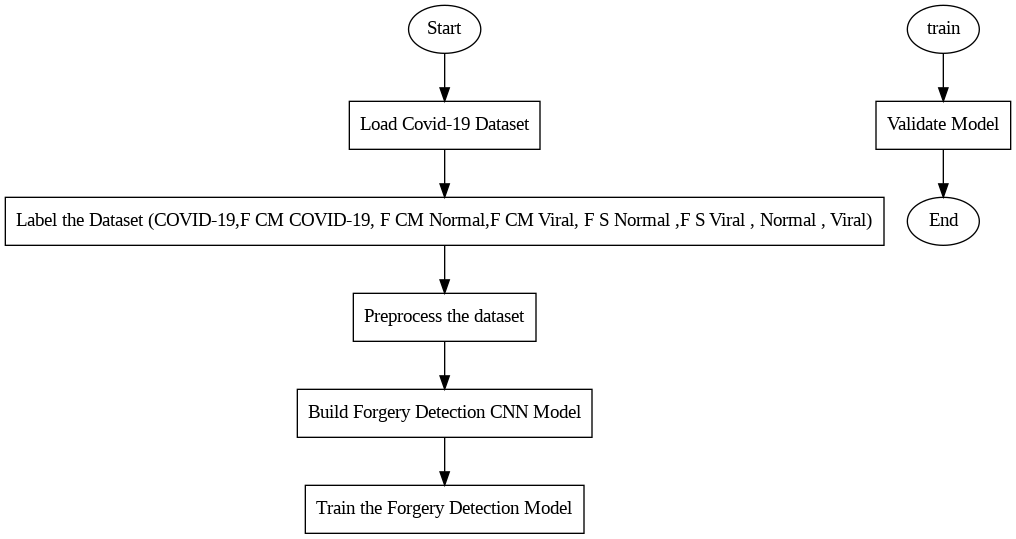 Start
Load Covid-19 Dataset
Label the Dataset (COVID-19,F CM COVID-19, F CM Normal,F CM Viral, F S Normal ,F S Viral , Normal , Viral)
Preprocess the dataset
Build Forgery Detection CNN Model
Train the Forgery Detection Model
train
Validate Model
End